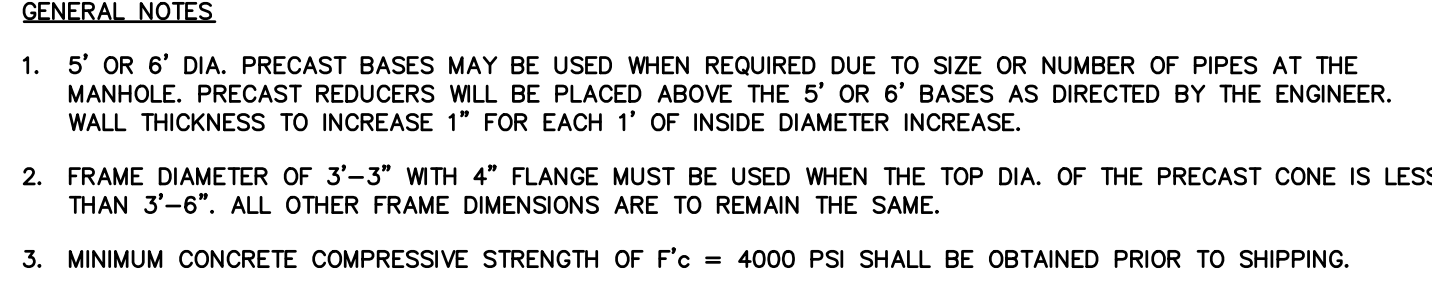 GENERAL NOTES
1. 5' OR 6' DIA. PRECAST BASES MAY BE USED WHEN REQUIRED DUE TO SIZE OR NUMBER OF PIPES AT THE
MANHOLE. PRECAST REDUCERS WILL BE PLACED ABOVE THE 5' OR 6' BASES AS DIRECTED BY THE ENGINEER.
WALL THICKNESS TO INCREASE 1" FOR EACH 1' OF INSIDE DIAMETER INCREASE.
2. FRAME DIAMETER OF 3'–3" WITH 4" FLANGE MUST BE USED WHEN THE TOP DIA. OF THE PRECAST CONE IS LESS
THAN 3'–6". ALL OTHER FRAME DIMENSIONS ARE TO REMAIN THE SAME.
3. MINIMUM CONCRETE COMPRESSIVE STRENGTH OF F'c = 4000 PSI SHALL BE OBTAINED PRIOR TO SHIPPING.